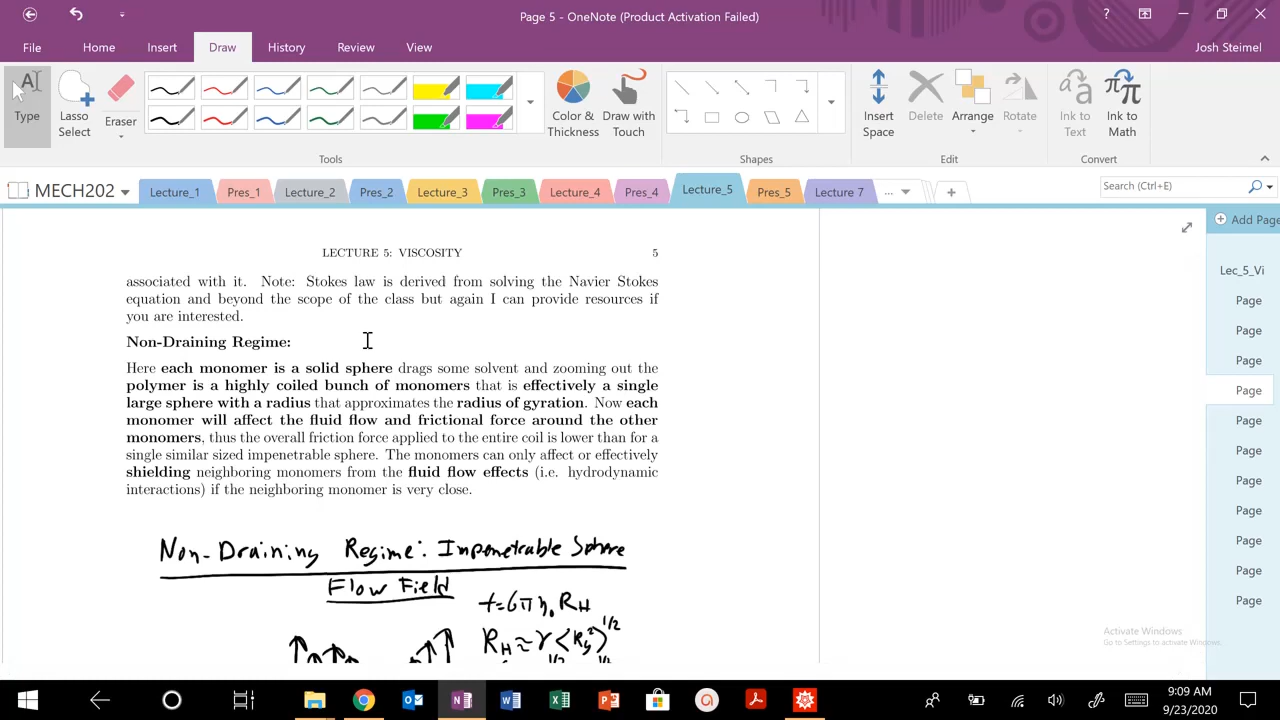 Page 5 - OneNote (Product Activation Failed)
?
File
Home
Insert
Draw
History
Review
View
Josh Steimel
Type
Lasso
Select
Eraser
Color &
Thickness
Draw with
Touch
Insert
Space
Delete
Arrange
Rotate
Ink to
Text
Ink to
Math
Tools
Shapes
Edit
Convert
MECH202
Lecture_1
Pres_1
Lecture_2
Pres_2
Lecture_3
Pres_3
Lecture_4
Pres_4
Lecture_5
Pres_5
Lecture 7
...
Search (Ctrl+E)
LECTURE 5: VISCOSITY 5
associated with it. Note: Stokes law is derived from solving the Navier Stokes
equation and beyond the scope of the class but again I can provide resources if
you are interested.
Non-Draining Regime:
Here each monomer is a solid sphere drags some solvent and zooming out the
polymer is a highly coiled bunch of monomers that is effectively a single
large sphere with a radius that approximates the radius of gyration. Now each
monomer will affect the fluid flow and frictional force around the other
monomers, thus the overall friction force applied to the entire coil is lower than for a
single similar sized impenetrable sphere. The monomers can only affect or effectively
shielding neighboring monomers from the fluid flow effects (i.e. hydrodynamic
interactions) if the neighboring monomer is very close.
Non-Draining Regime: Impenetrable Sphere
Flow Field
Add Page
Lec_5_Vi
Page
Page
Page
Page
Page
Page
Page
Page
Page
Page
Page
Activate Windows
Go to Settings to activate Windows.
9:09 AM
9/23/2020